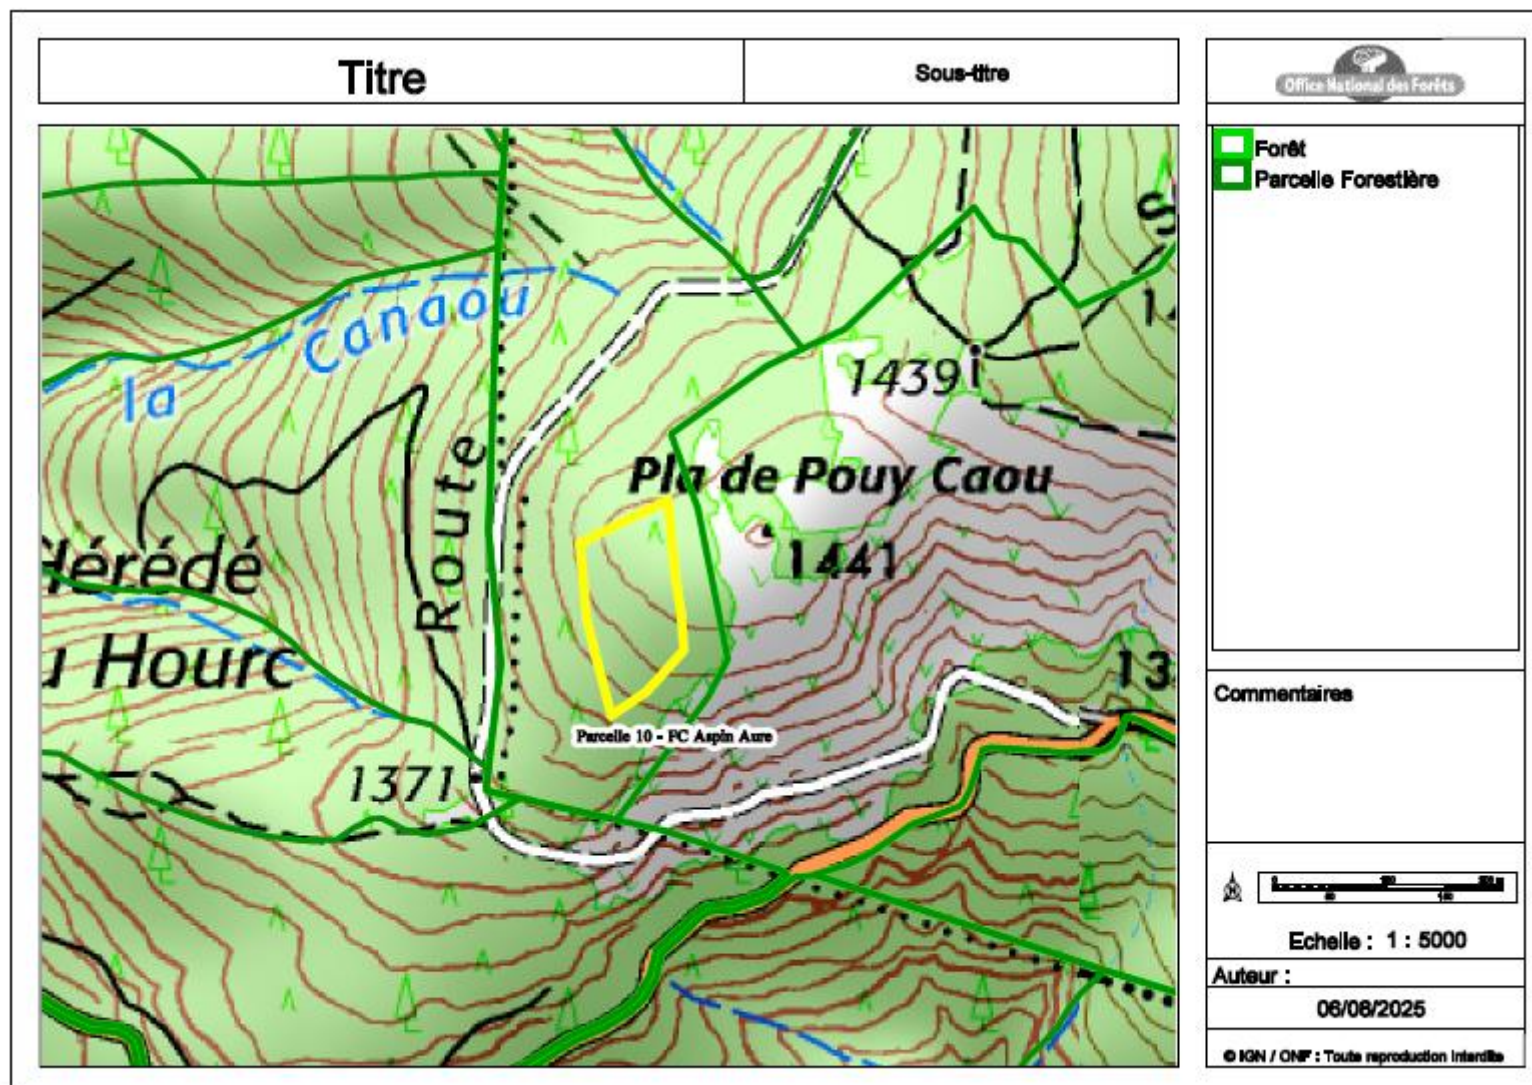 Titre
Sous-titre
Office National des Forêts
Forêt
Parcelle Forestière
la Canaou
1439
Pla de Pouy Caou
1441
Route
Hérédé
u Hourc
Parcelle 10 - FC Aspin Aure
1371
13
Commentaires
Echelle : 1 : 5000
Auteur :
06/08/2025
© IGN / ONF : Toute reproduction interdite